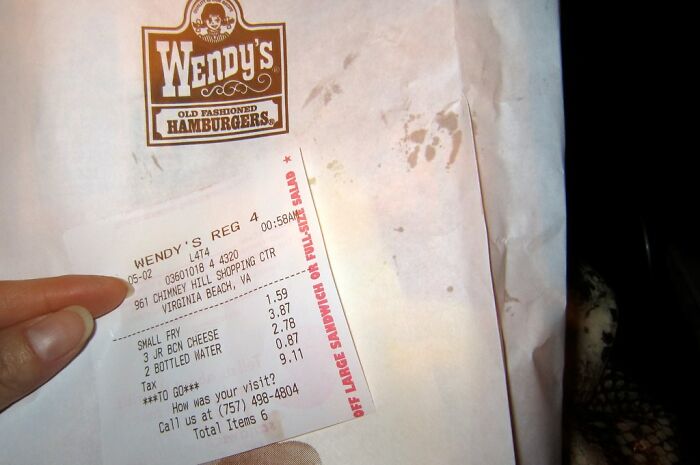 WENDY'S
OLD FASHIONED
HAMBURGERS®
WENDY'S REG 4
L4T4
05-02 03601018 4 4320 00:58AM
961 CHIMNEY HILL SHOPPING CTR
VIRGINIA BEACH, VA
SMALL FRY 1.59
3 JR BCN CHEESE 3.87
2 BOTTLED WATER 2.78
Tax 0.87
9.11
***TO GO***
How was your visit?
Call us at (757) 498-4804
Total Items 6
OFF LARGE SANDWICH OR FULL-SIZE SALAD *